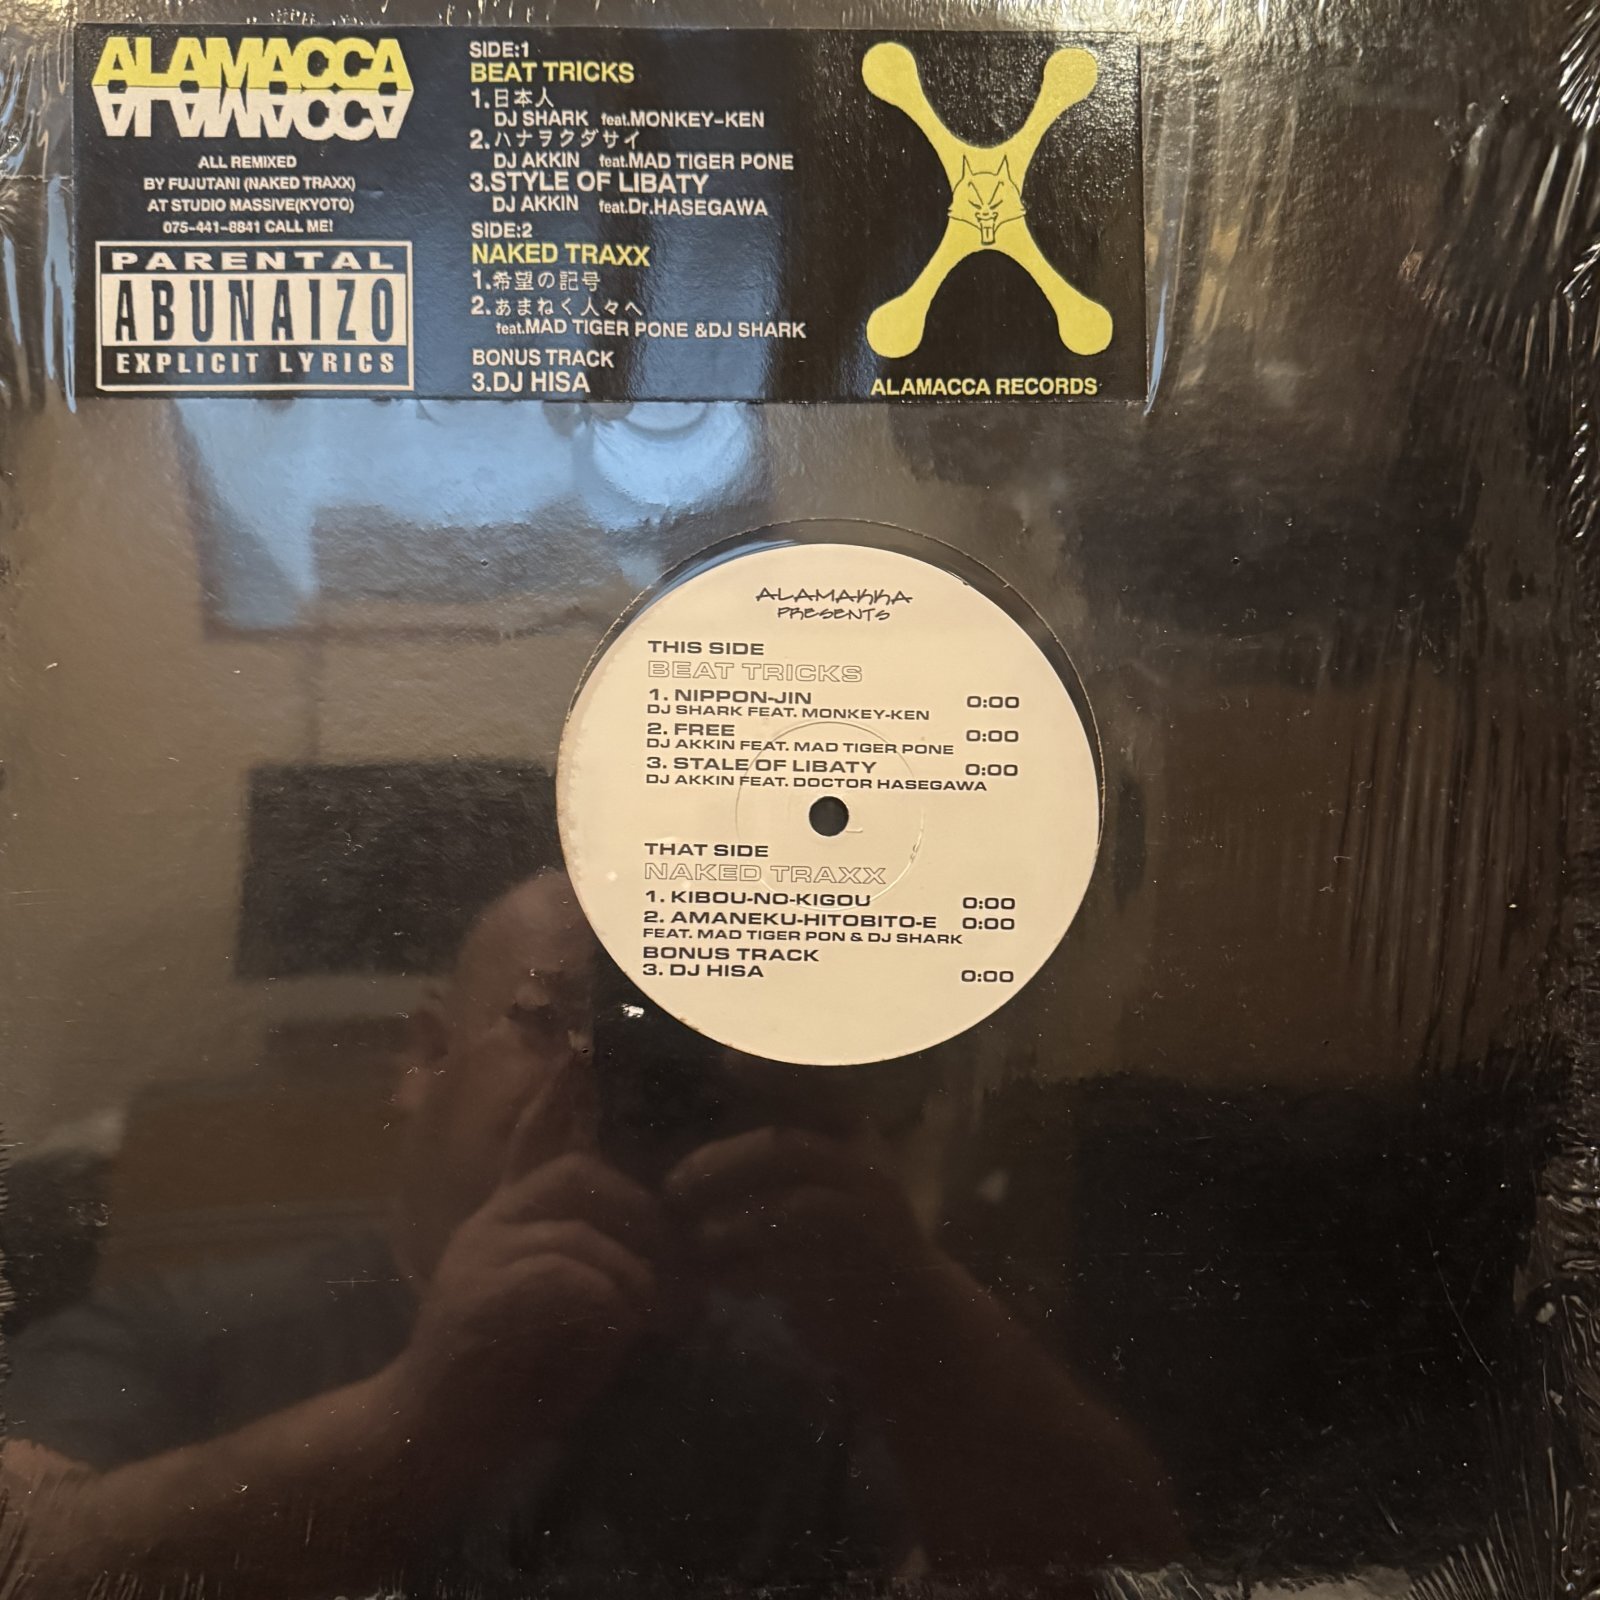 ALAMACCA
ALAMACCA
ALL REMIXED
BY FUJUTANI (NAKED TRAXX)
AT STUDIO MASSIVE(KYOTO)
075-441-8841 CALL ME!
PARENTAL
ABUNAIZO
EXPLICIT LYRICS
SIDE:1
BEAT TRICKS
1.日本人
DJ SHARK feat.MONKEY-KEN
2.ハナヲクダサイ
DJ AKKIN feat.MAD TIGER PONE
3.STYLE OF LIBATY
DJ AKKIN feat.Dr.HASEGAWA
SIDE:2
NAKED TRAXX
1.希望の記号
2.あまねく人々へ
feat.MAD TIGER PONE &DJ SHARK
BONUS TRACK
3.DJ HISA
ALAMACCA RECORDS
ALAMAKKA
PRESENTS
THIS SIDE
BEAT TRICKS
1. NIPPON-JIN 0:00
DJ SHARK FEAT. MONKEY-KEN
2. FREE 0:00
DJ AKKIN FEAT. MAD TIGER PONE
3. STALE OF LIBATY 0:00
DJ AKKIN FEAT. DOCTOR HASEGAWA
THAT SIDE
NAKED TRAXX
1. KIBOU-NO-KIGOU 0:00
2. AMANEKU-HITOBITO-E 0:00
FEAT. MAD TIGER PON & DJ SHARK
BONUS TRACK
3. DJ HISA 0:00